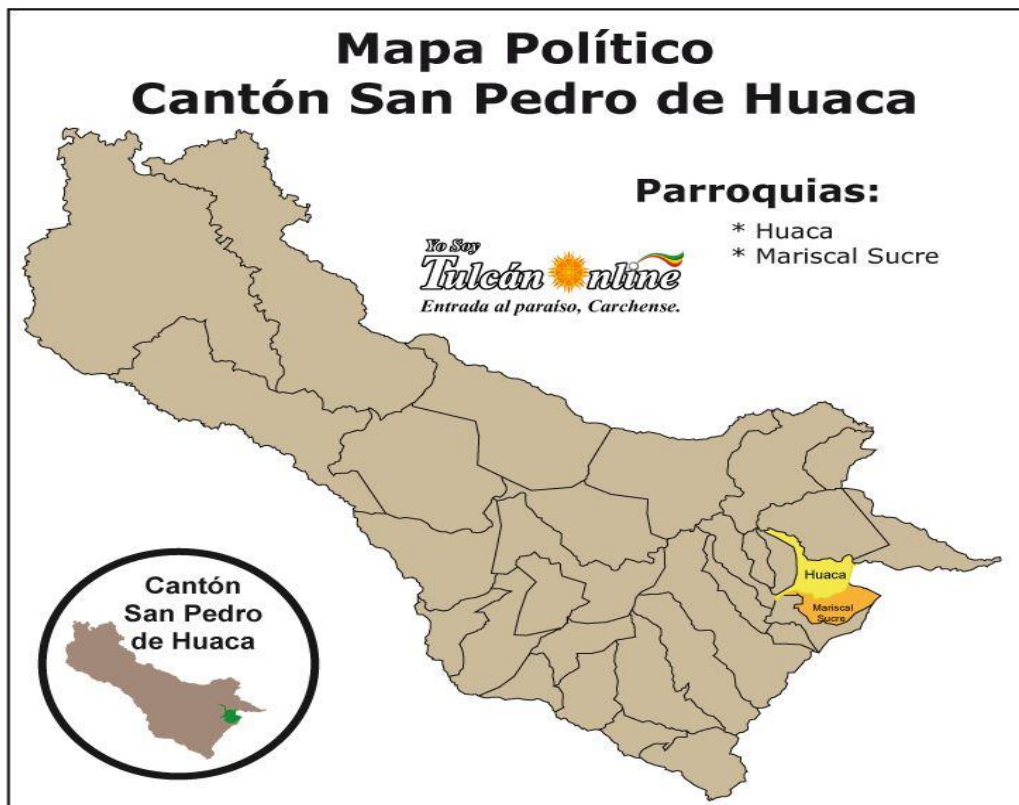 Mapa Político
Cantón San Pedro de Huaca
Parroquias:
* Huaca
* Mariscal Sucre
Yo Soy
Tulcán Online
Entrada al paraíso, Carchense.
Huaca
Mariscal
Sucre
Cantón
San Pedro
de Huaca